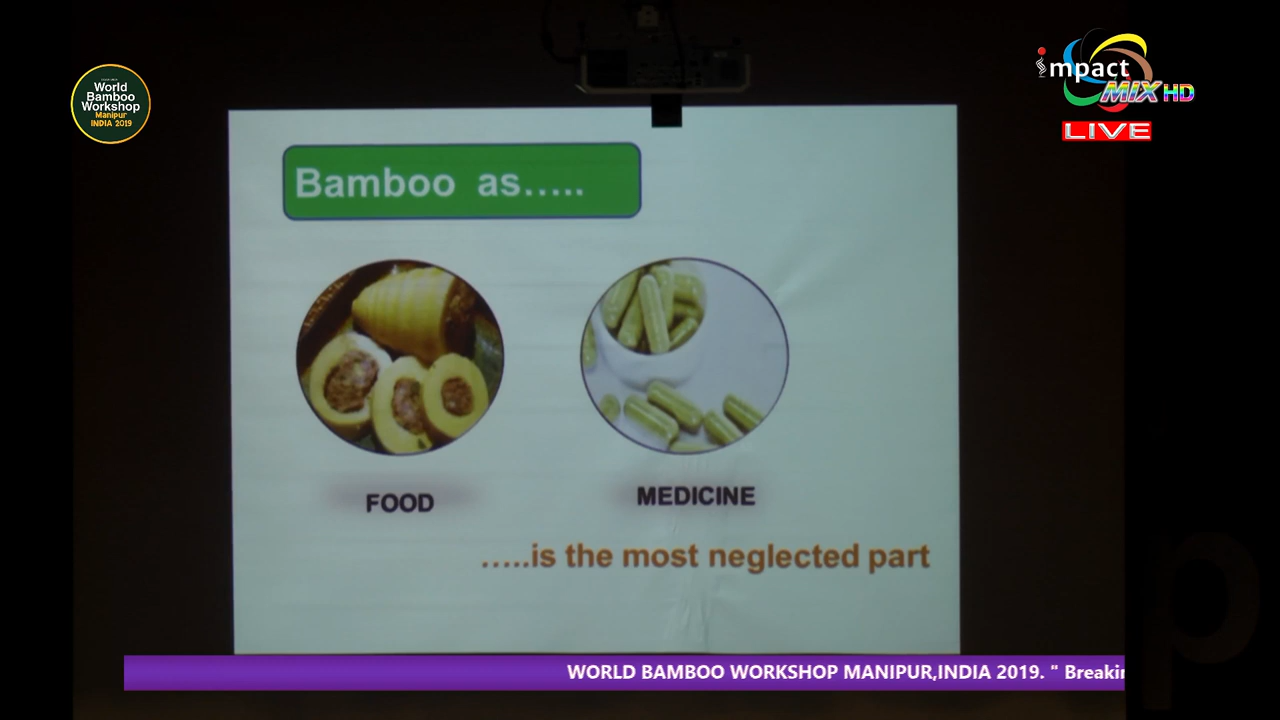 World
Bamboo
Workshop
Manipur
INDIA 2019
impact
MIX HD
LIVE
Bamboo as.....
FOOD
MEDICINE
.....is the most neglected part
WORLD BAMBOO WORKSHOP MANIPUR,INDIA 2019. " Breakin